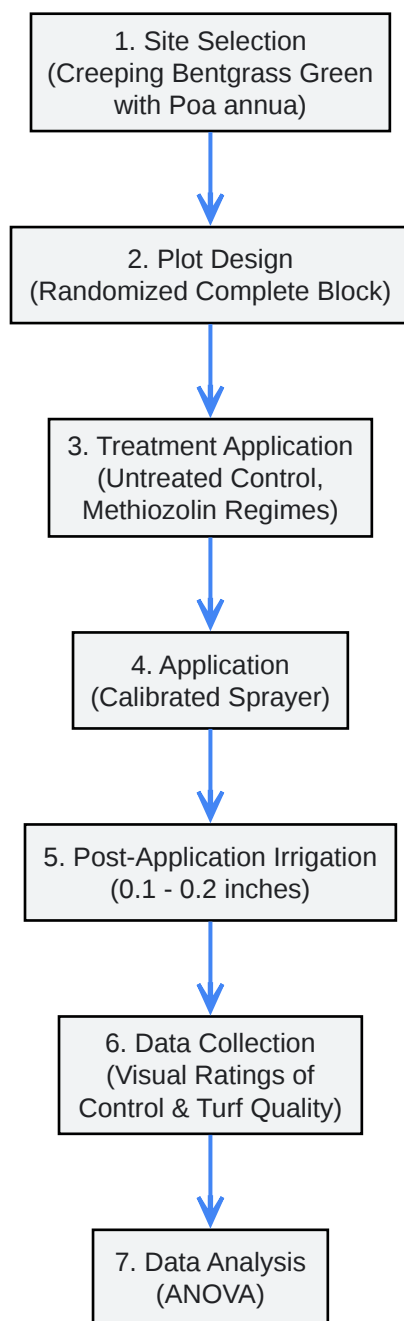 1. Site Selection
(Creeping Bentgrass Green
with Poa annua)
2. Plot Design
(Randomized Complete Block)
3. Treatment Application
(Untreated Control,
Methiozolin Regimes)
4. Application
(Calibrated Sprayer)
5. Post-Application Irrigation
(0.1 - 0.2 inches)
6. Data Collection
(Visual Ratings of
Control & Turf Quality)
7. Data Analysis
(ANOVA)